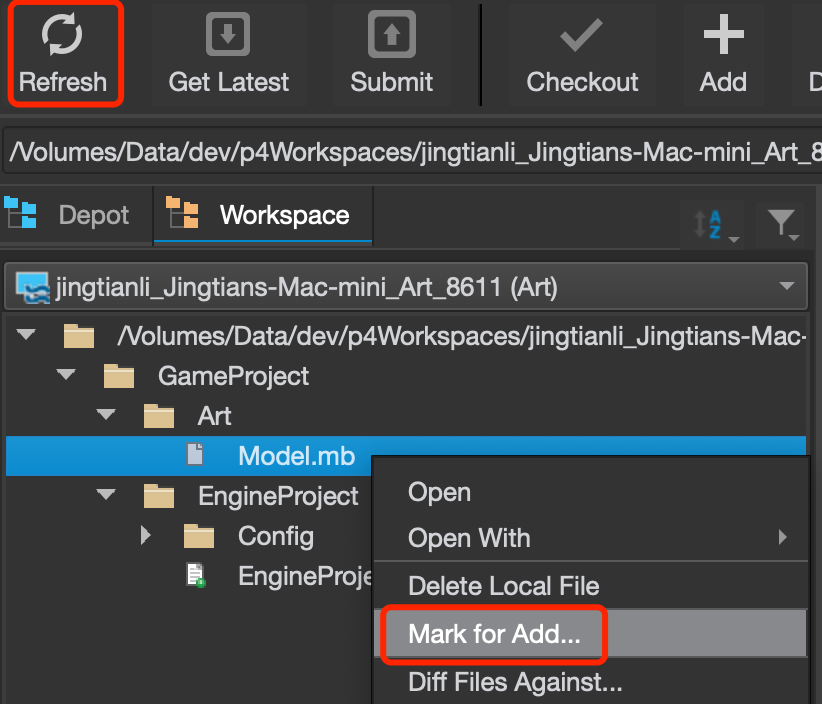 Refresh
Get Latest
Submit
Checkout
Add
/Volumes/Data/dev/p4Workspaces/jingtianli_Jingtians-Mac-mini_Art_8
Depot
Workspace
jingtianli_Jingtians-Mac-mini_Art_8611 (Art)
/Volumes/Data/dev/p4Workspaces/jingtianli_Jingtians-Mac-
GameProject
Art
Model.mb
Open
EngineProject
Open With
Config
EngineProje
Delete Local File
Mark for Add...
Diff Files Against...